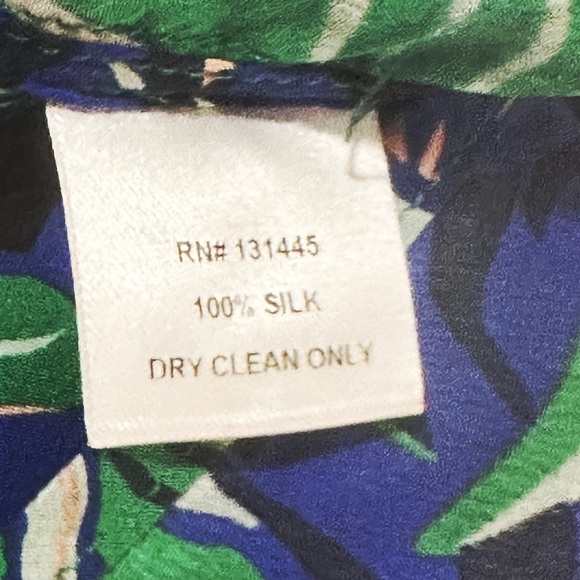 RN# 131445
100% SILK
DRY CLEAN ONLY